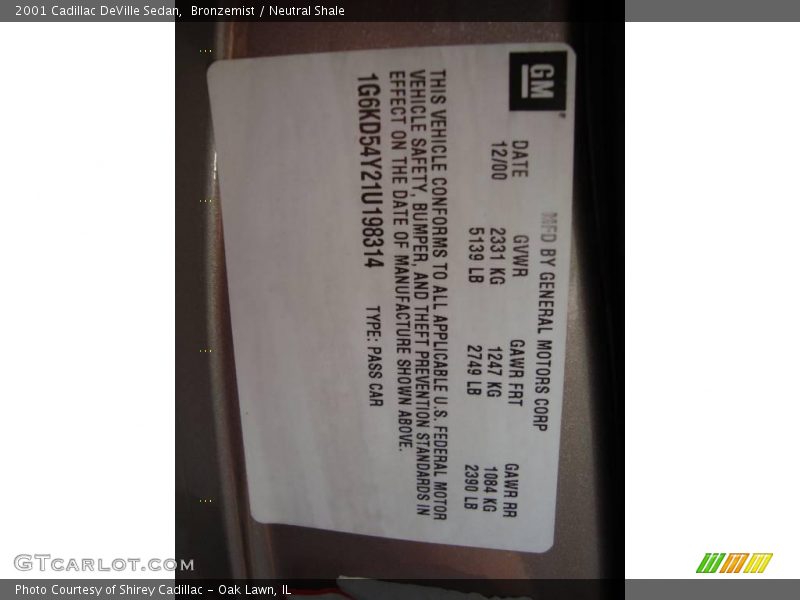 2001 Cadillac DeVille Sedan, Bronzemist / Neutral Shale
GM
MFD BY GENERAL MOTORS CORP
DATE GVWR GAWR FRT GAWR RR
12/00 2331 KG 1247 KG 1084 KG
5139 LB 2749 LB 2390 LB
THIS VEHICLE CONFORMS TO ALL APPLICABLE U.S. FEDERAL MOTOR
VEHICLE SAFETY, BUMPER, AND THEFT PREVENTION STANDARDS IN
EFFECT ON THE DATE OF MANUFACTURE SHOWN ABOVE.
1G6KD54Y21U198314 TYPE: PASS CAR
GTCARLOT.COM
Photo Courtesy of Shirey Cadillac - Oak Lawn, IL